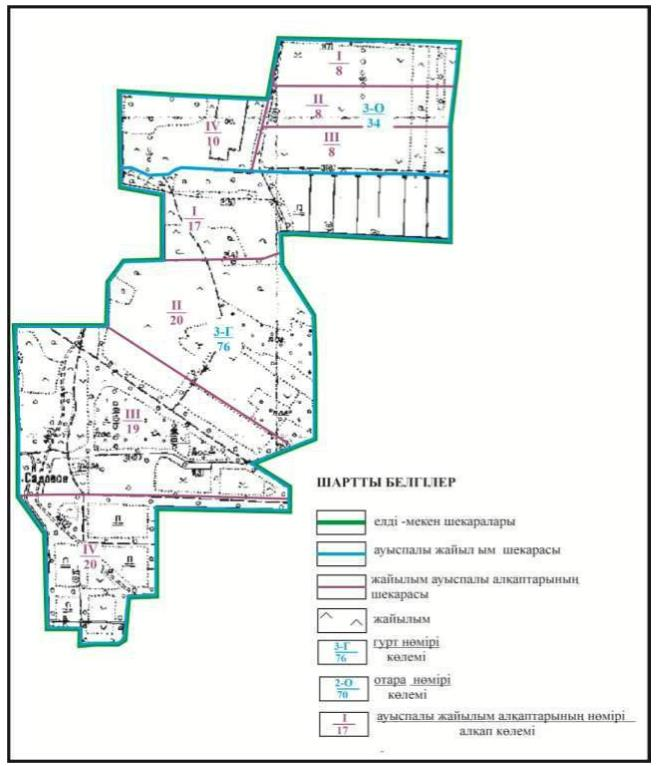 I
8
II
8
3-О
34
III
8
IV
10
I
17
II
20
3-Г
76
III
19
Садовое
IV
20
П
П
ШАРТТЫ БЕЛГІЛЕР
елді -мекен шекаралары
ауыспалы жайыл ым шекарасы
жайылым ауыспалы алқаптарының
шекарасы
жайылым
3-Г
76
гурт нөмірі
көлемі
2-О
70
отара нөмірі
көлемі
I
17
ауыспалы жайылым алқаптарының нөмірі
алқап көлемі